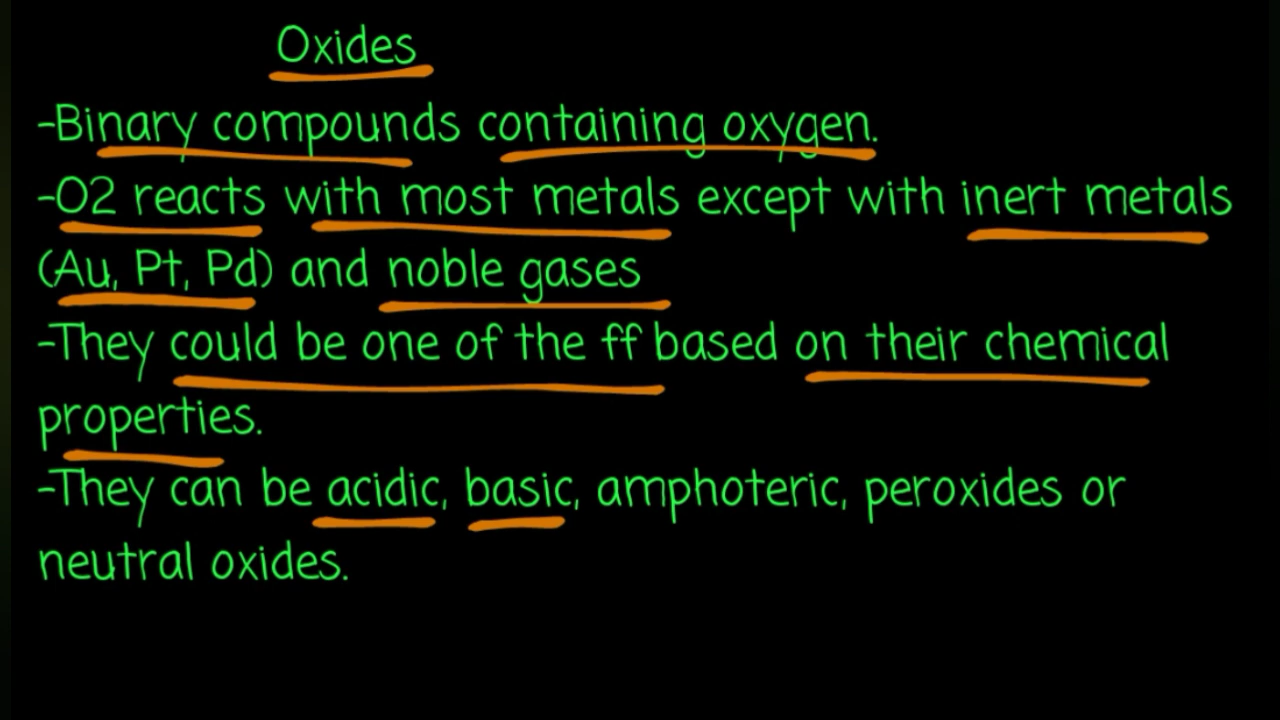 Oxides
-Binary compounds containing oxygen.
-O2 reacts with most metals except with inert metals
(Au, Pt, Pd) and noble gases
-They could be one of the ff based on their chemical
properties.
-They can be acidic, basic, amphoteric, peroxides or
neutral oxides.